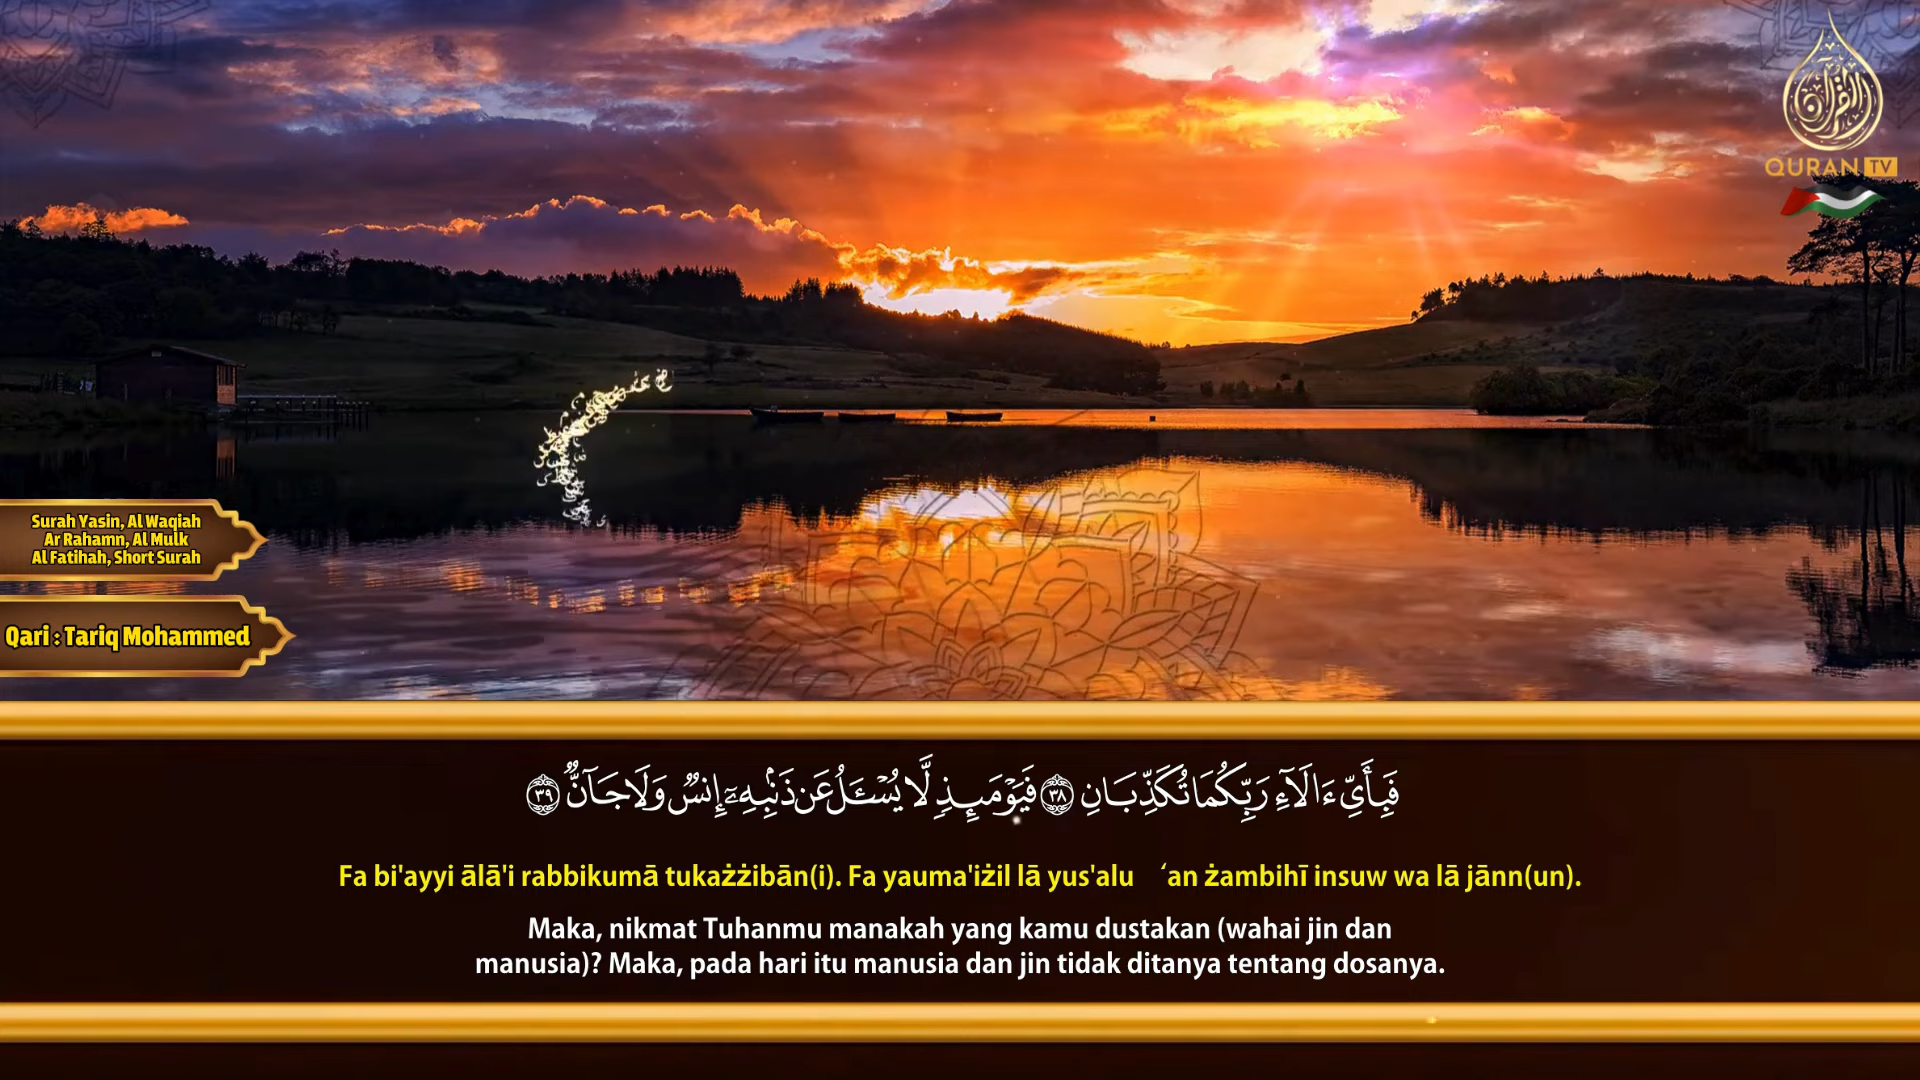 القرآن
QURAN TV
Surah Yasin, Al Waqiah
Ar Rahamn, Al Mulk
Al Fatihah, Short Surah
Qari : Tariq Mohammed
فَبِأَيِّ ءَالَآءِ رَبِّكُمَا تُكَذِّبَانِ ٣٨ فَيَوْمَئِذٍ لَّا يُسْـَٔلُ عَن ذَنۢبِهِۦٓ إِنسٌ وَلَا جَآنٌّ ٣٩
Fa bi'ayyi ālā'i rabbikumā tukażżibān(i). Fa yauma'iżil lā yus'alu ‘an żambihī insuw wa lā jānn(un).
Maka, nikmat Tuhanmu manakah yang kamu dustakan (wahai jin dan
manusia)? Maka, pada hari itu manusia dan jin tidak ditanya tentang dosanya.